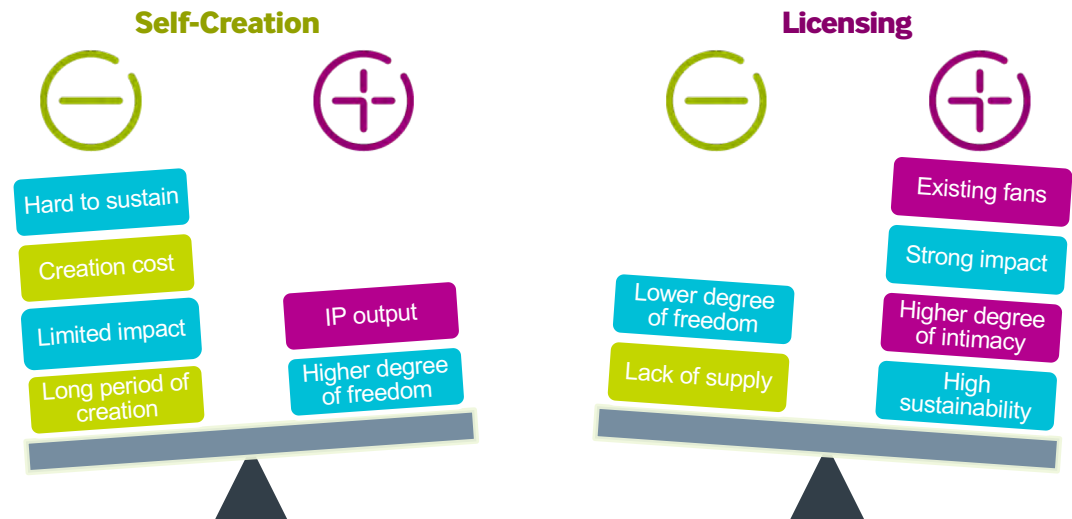 Self-Creation
Hard to sustain
Creation cost
Limited impact
Long period of
creation
IP output
Higher degree
of freedom
Licensing
Lower degree
of freedom
Lack of supply
Existing fans
Strong impact
Higher degree
of intimacy
High
sustainability